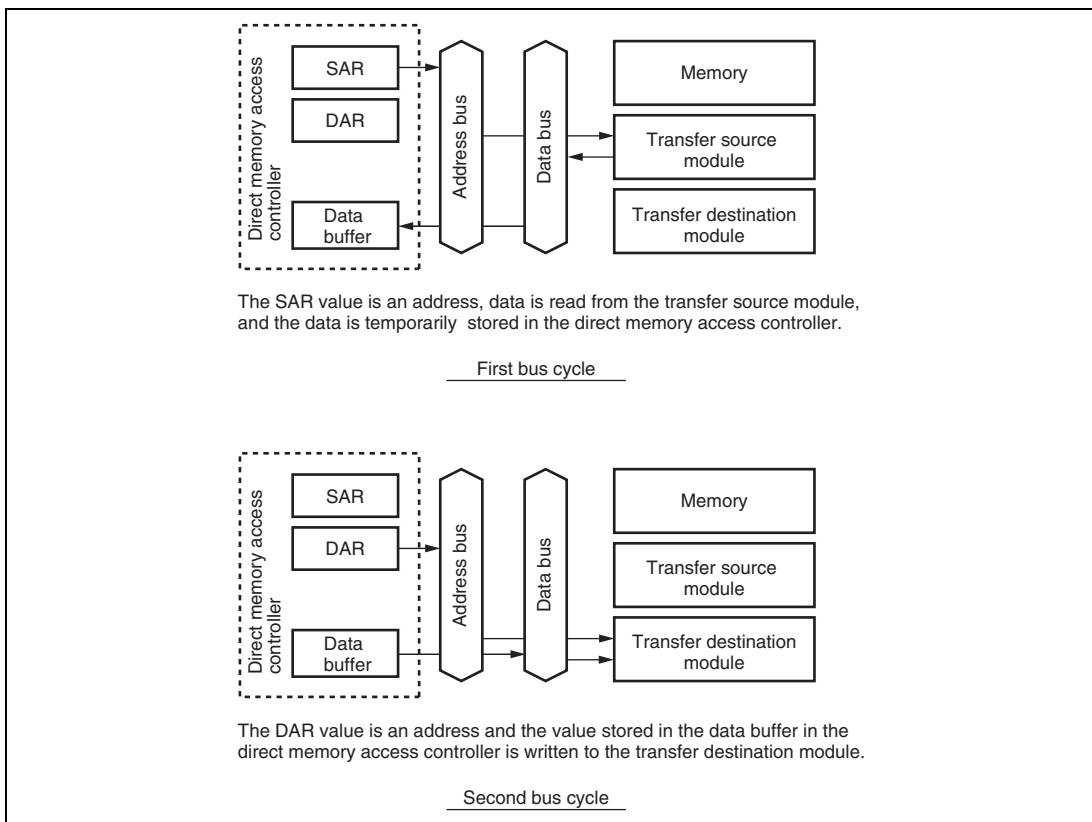 Direct memory access
controller
SAR
DAR
Data
buffer
Address bus
Data bus
Memory
Transfer source
module
Transfer destination
module
The SAR value is an address, data is read from the transfer source module,
and the data is temporarily stored in the direct memory access controller.
First bus cycle
Direct memory access
controller
SAR
DAR
Data
buffer
Address bus
Data bus
Memory
Transfer source
module
Transfer destination
module
The DAR value is an address and the value stored in the data buffer in the
direct memory access controller is written to the transfer destination module.
Second bus cycle